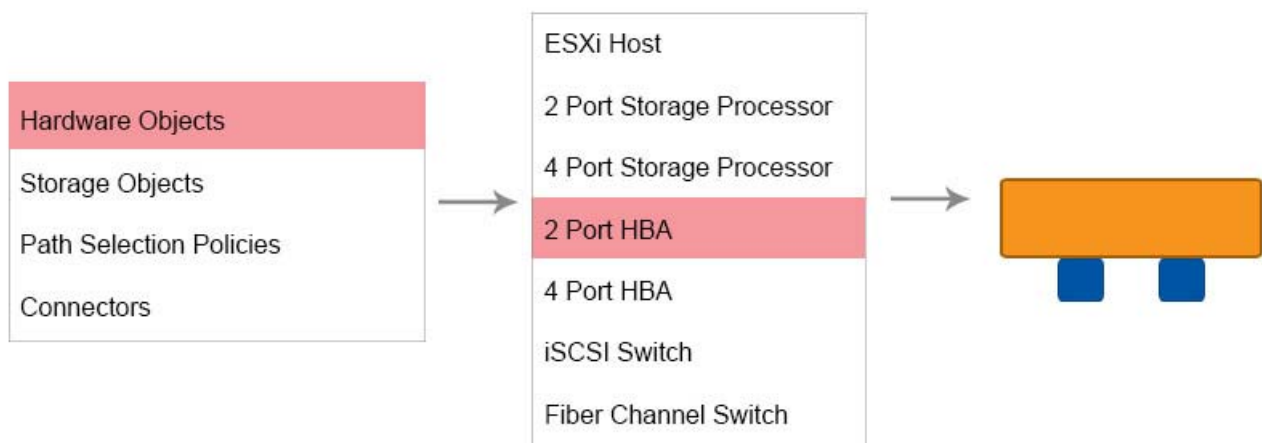 Hardware Objects
Storage Objects
Path Selection Policies
Connectors
ESXi Host
2 Port Storage Processor
4 Port Storage Processor
2 Port HBA
4 Port HBA
iSCSI Switch
Fiber Channel Switch